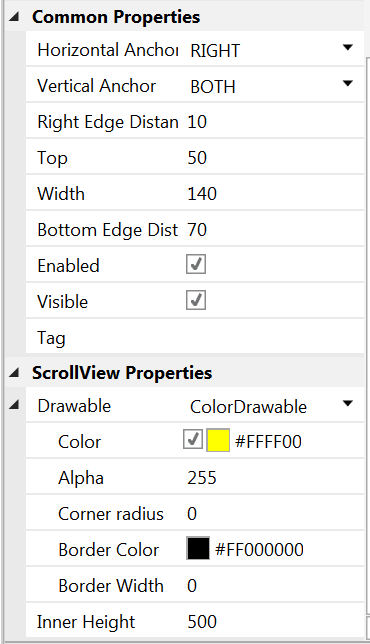 Common Properties
Horizontal Anchor RIGHT
Vertical Anchor BOTH
Right Edge Distan 10
Top 50
Width 140
Bottom Edge Dist 70
Enabled
Visible
Tag
ScrollView Properties
Drawable ColorDrawable
Color #FFFF00
Alpha 255
Corner radius 0
Border Color #FF000000
Border Width 0
Inner Height 500